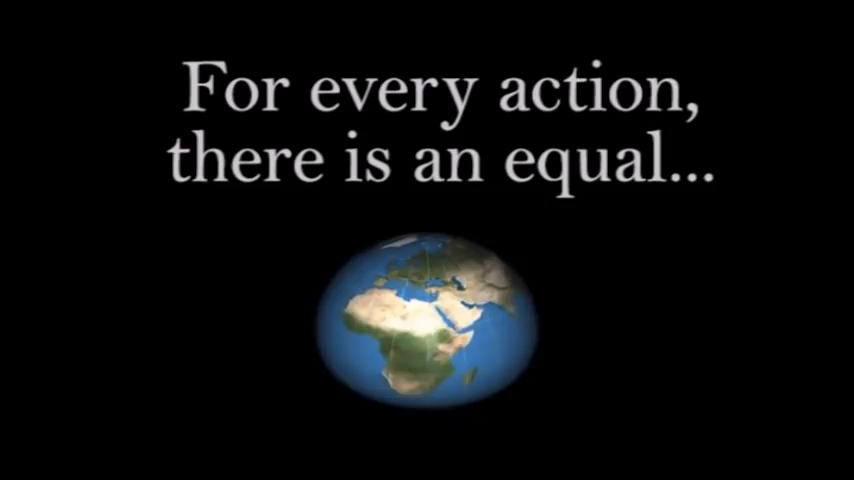 For every action,
there is an equal...